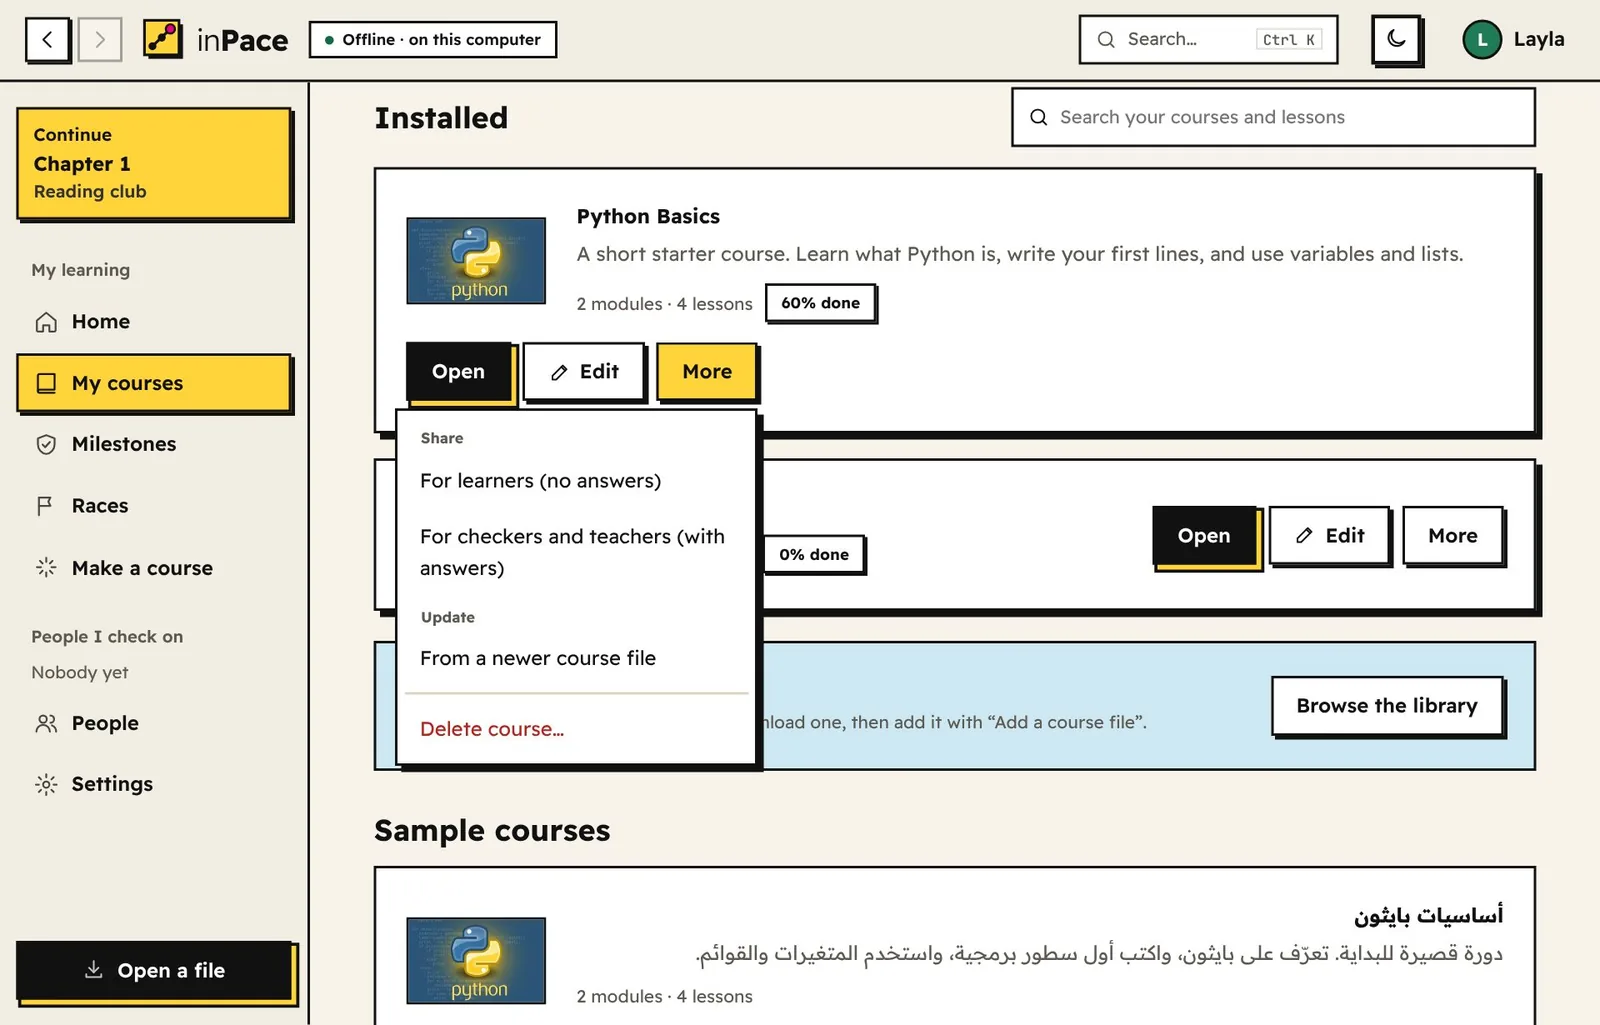 inPace
Offline · on this computer
Search...
Ctrl K
L
Layla
Continue
Chapter 1
Reading club
My learning
Home
My courses
Milestones
Races
Make a course
People I check on
Nobody yet
People
Settings
Open a file
Installed
Search your courses and lessons
python
Python Basics
A short starter course. Learn what Python is, write your first lines, and use variables and lists.
2 modules · 4 lessons
60% done
Open
Edit
More
Share
For learners (no answers)
For checkers and teachers (with
answers)
Update
From a newer course file
Delete course…
0% done
Open
Edit
More
load one, then add it with “Add a course file”.
Browse the library
Sample courses
python
أساسيات بايثون
دورة قصيرة للبداية. تعرّف على بايثون، واكتب أول سطور برمجية، واستخدم المتغيرات والقوائم.
2 modules · 4 lessons